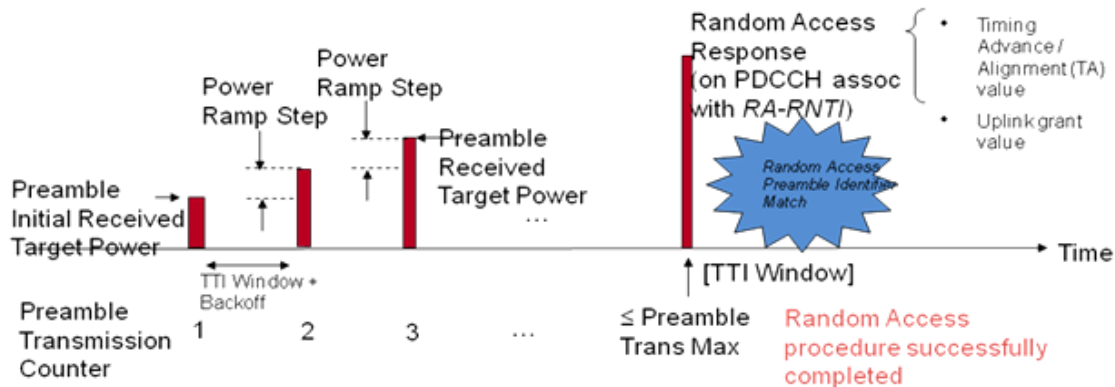 Power
Ramp Step
Power
Ramp Step
Random Access
Response
(on PDCCH assoc
with RA-RNTI)
• Timing
Advance /
Alignment (TA)
value
• Uplink grant
value
Preamble
Initial Received
Target Power
Preamble
Received
Target Power
...
Random Access
Preamble Identifier
Match
Time
TTI Window +
Backoff
[TTI Window]
Preamble
Transmission
Counter
1
2
3
...
≤ Preamble
Trans Max
Random Access
procedure successfully
completed